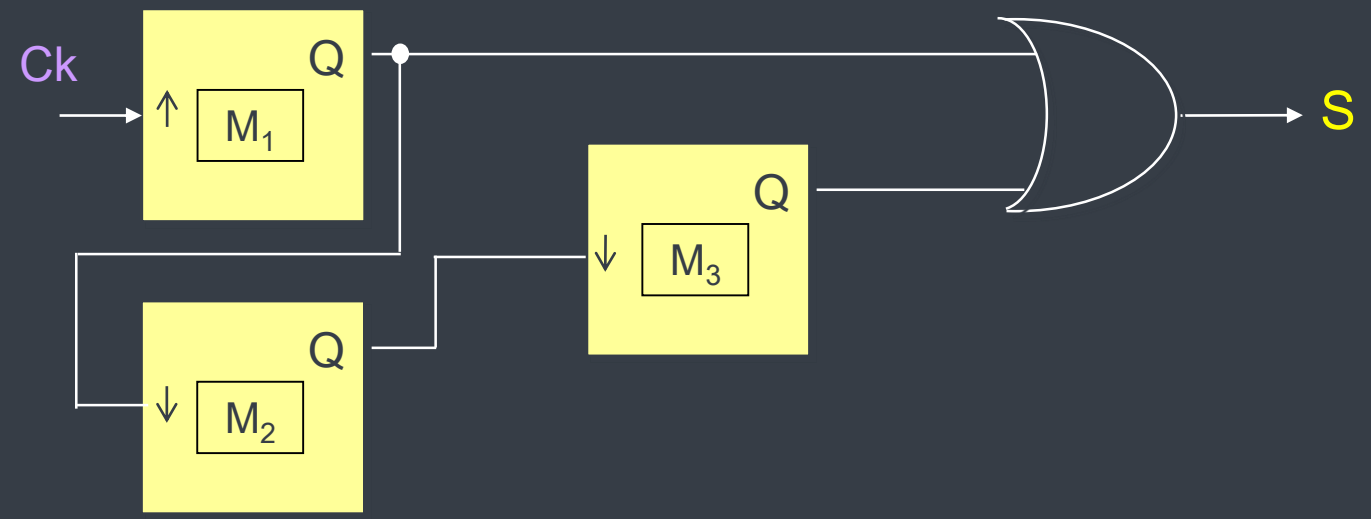 Ck
Q
↑
M₁
S
Q
↓
M₃
Q
↓
M₂